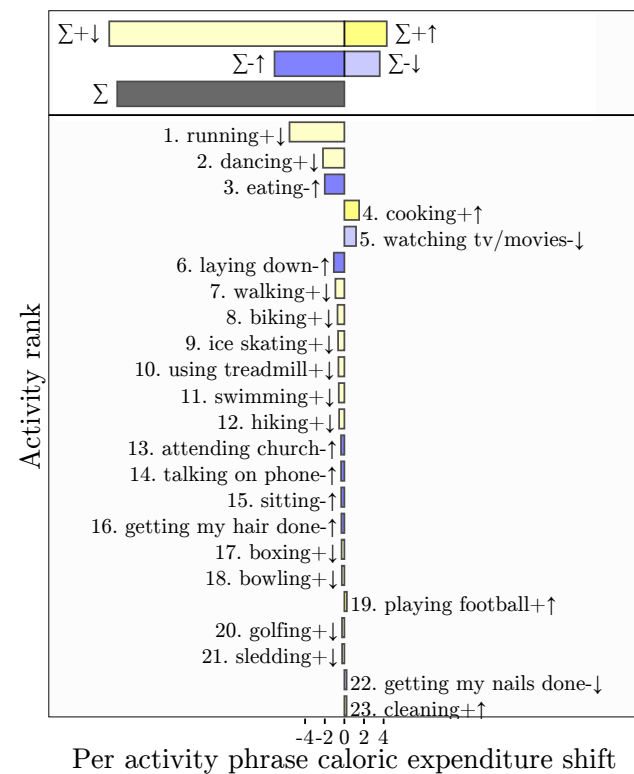 ∑+↓ ∑+↑
∑-↑ ∑-↓
∑
1. running+↓
2. dancing+↓
3. eating-↑
4. cooking+↑
5. watching tv/movies-↓
6. laying down-↑
7. walking+↓
8. biking+↓
9. ice skating+↓
10. using treadmill+↓
11. swimming+↓
12. hiking+↓
13. attending church-↑
14. talking on phone-↑
15. sitting-↑
16. getting my hair done-↑
17. boxing+↓
18. bowling+↓
19. playing football+↑
20. golfing+↓
21. sledding+↓
22. getting my nails done-↓
23. cleaning+↑
Activity rank
-4 -2 0 2 4
Per activity phrase caloric expenditure shift